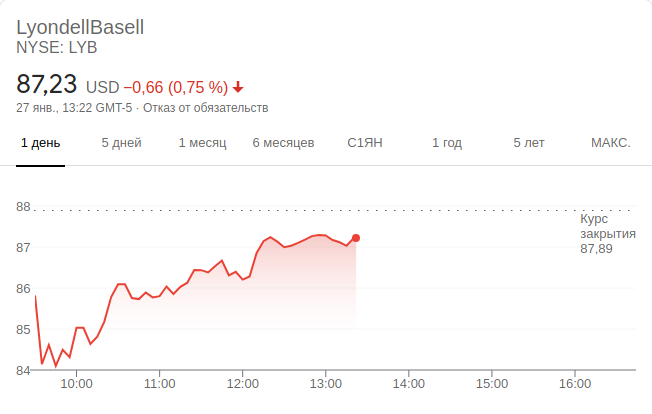 LyondellBasell
NYSE: LYB
87,23 USD −0,66 (0,75 %)
27 янв., 13:22 GMT-5 · Отказ от обязательств
1 день 5 дней 1 месяц 6 месяцев С1ЯН 1 год 5 лет МАКС.
88
Курс
закрытия
87,89
87
86
85
84
10:00 11:00 12:00 13:00 14:00 15:00 16:00